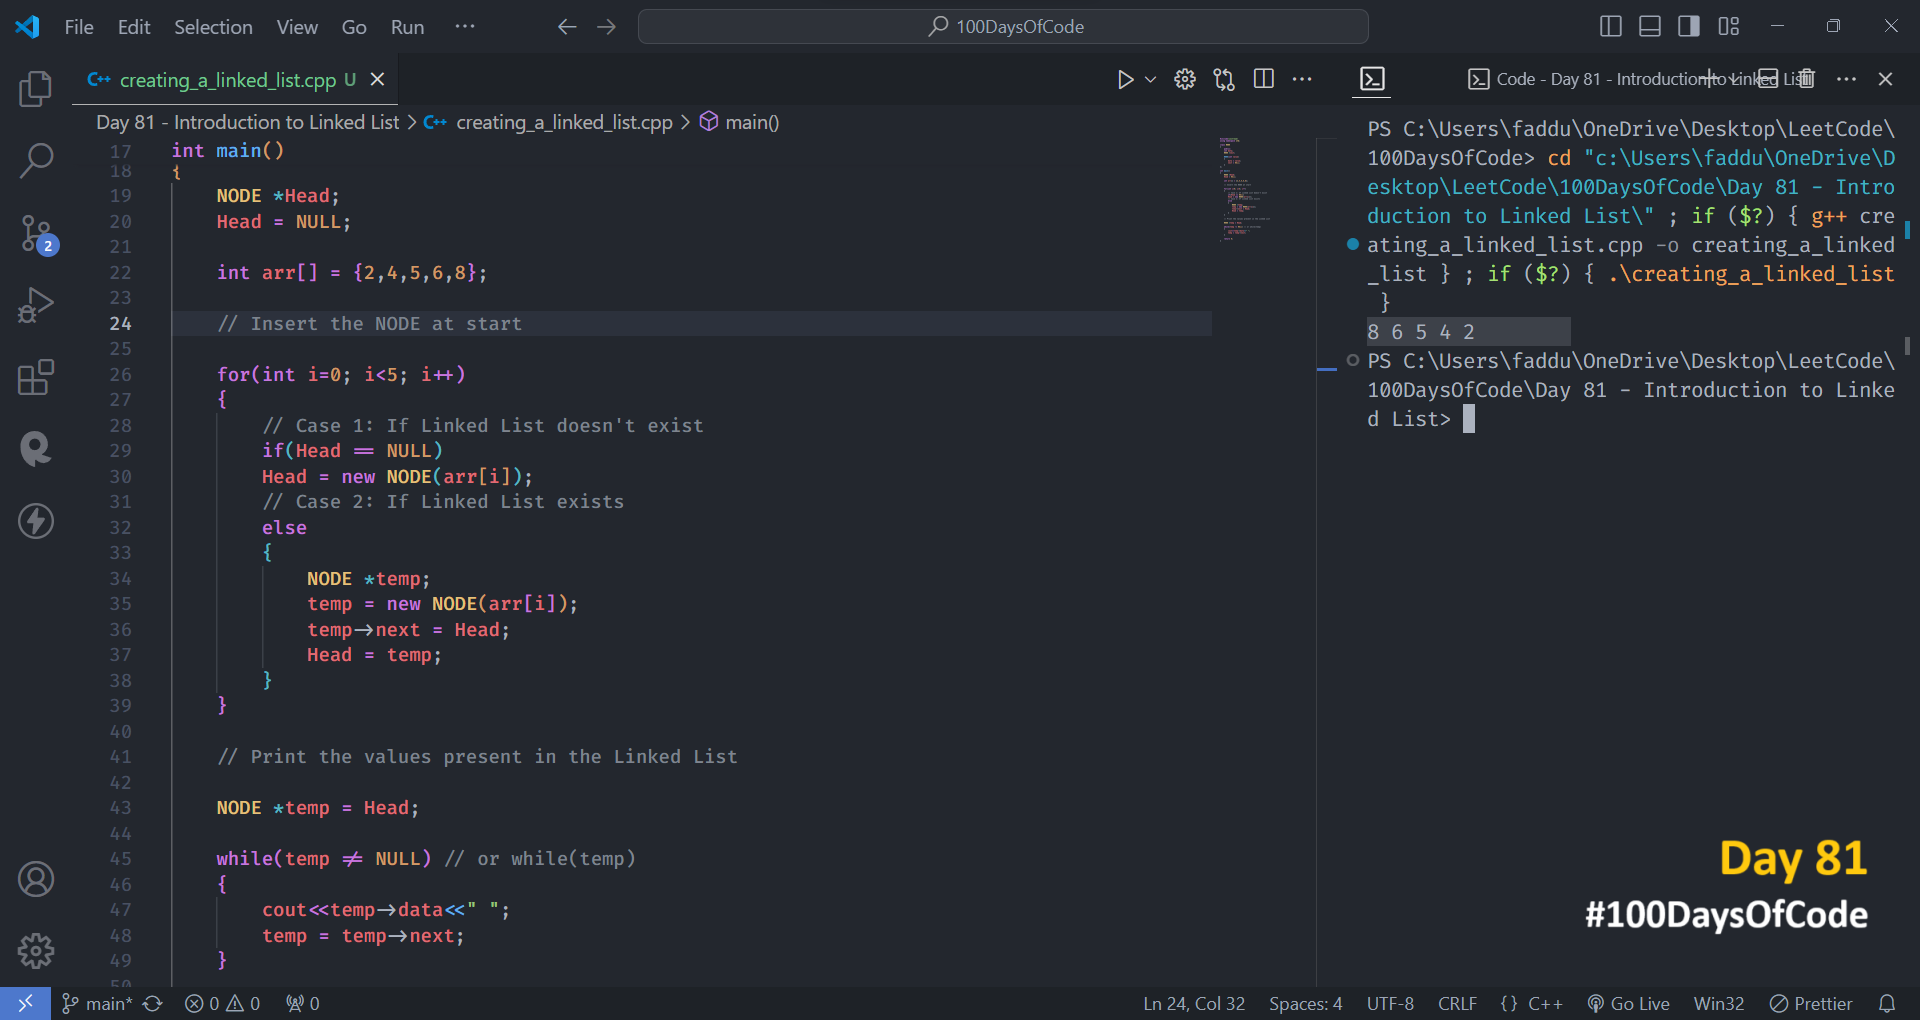 File Edit Selection View Go Run ···
100DaysOfCode
C++ creating_a_linked_list.cpp U
Code - Day 81 - Introduction to Linked List
Day 81 - Introduction to Linked List > C++ creating_a_linked_list.cpp > main()
17 int main()
18 {
19 NODE *Head;
20 Head = NULL;
21
22 int arr[] = {2,4,5,6,8};
23
24 // Insert the NODE at start
25
26 for(int i=0; i<5; i++)
27 {
28 // Case 1: If Linked List doesn't exist
29 if(Head == NULL)
30 Head = new NODE(arr[i]);
31 // Case 2: If Linked List exists
32 else
33 {
34 NODE *temp;
35 temp = new NODE(arr[i]);
36 temp->next = Head;
37 Head = temp;
38 }
39 }
40
41 // Print the values present in the Linked List
42
43 NODE *temp = Head;
44
45 while(temp != NULL) // or while(temp)
46 {
47 cout<<temp->data<<" ";
48 temp = temp->next;
49 }
50
PS C:\Users\faddu\OneDrive\Desktop\LeetCode\
100DaysOfCode> cd "c:\Users\faddu\OneDrive\D
esktop\LeetCode\100DaysOfCode\Day 81 - Intro
duction to Linked List\" ; if ($?) { g++ cre
ating_a_linked_list.cpp -o creating_a_linked
_list } ; if ($?) { .\creating_a_linked_list
}
8 6 5 4 2
PS C:\Users\faddu\OneDrive\Desktop\LeetCode\
100DaysOfCode\Day 81 - Introduction to Linke
d List>
Day 81
#100DaysOfCode
2
main* 0 0 0 Ln 24, Col 32 Spaces: 4 UTF-8 CRLF {} C++ Go Live Win32 Prettier